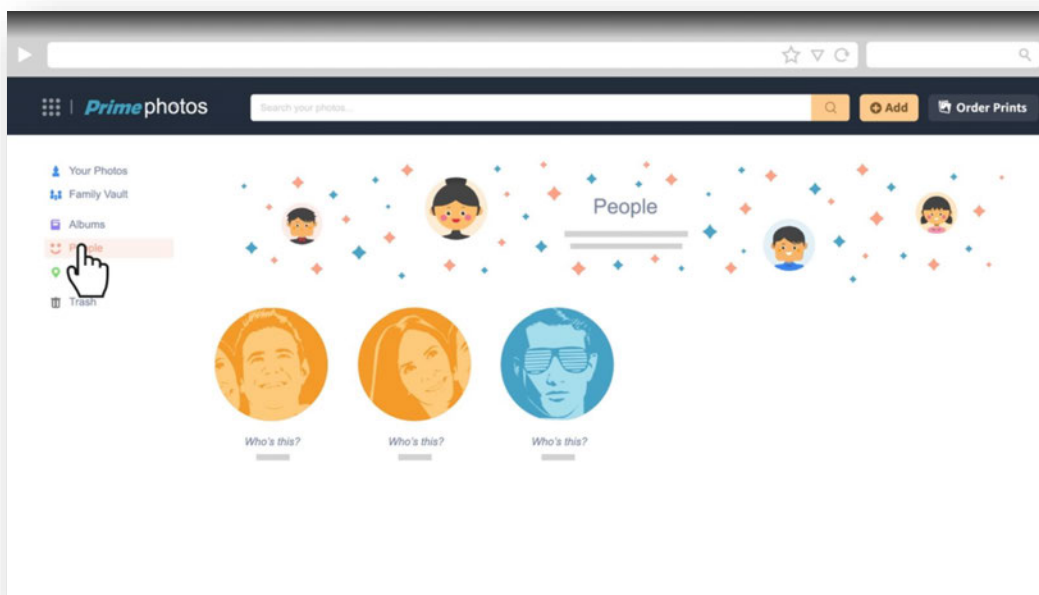 Prime photos
Search your photos...
Add
Order Prints
Your Photos
Family Vault
Albums
People
Trash
People
Who's this?
Who's this?
Who's this?